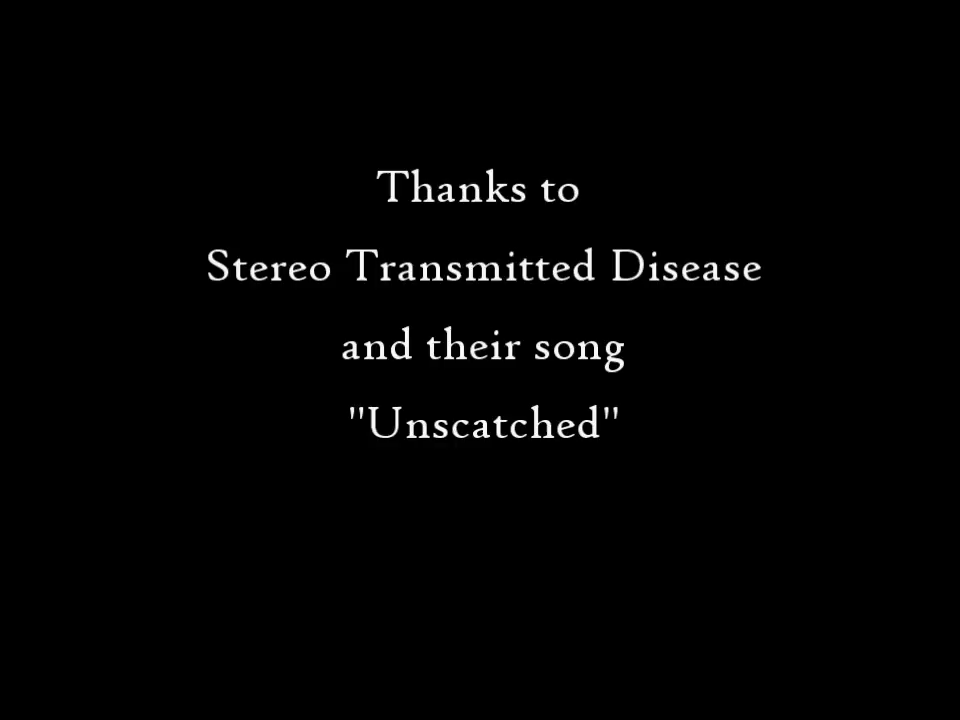 Thanks to
Stereo Transmitted Disease
and their song
"Unscatched"